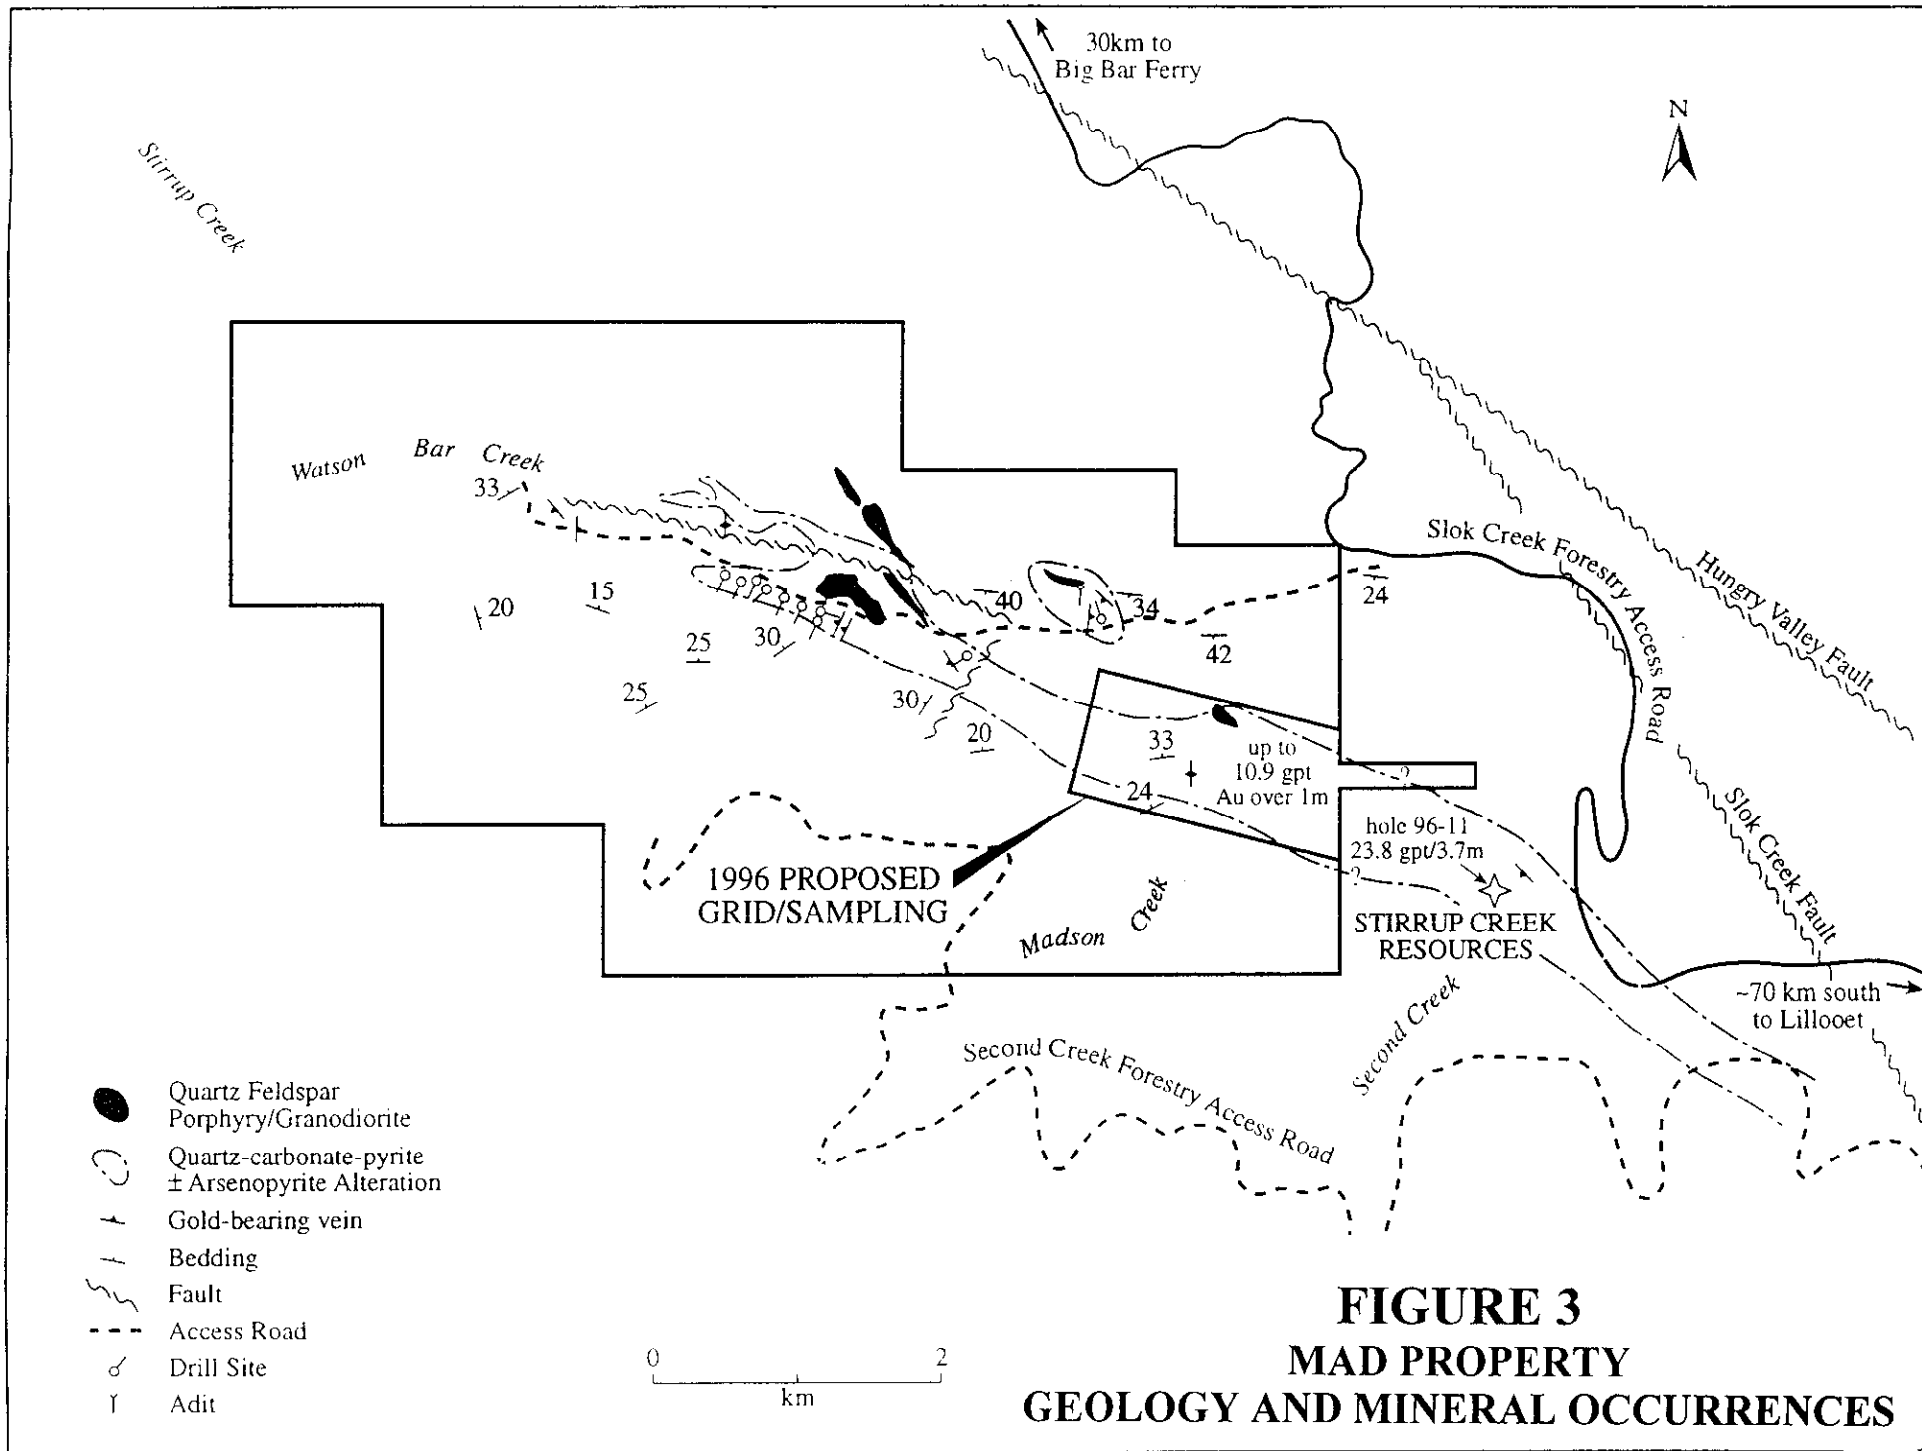 30km to
Big Bar Ferry
N
Stirrup Creek
Watson Bar Creek
33
20
15
25
30
25
40
34
24
42
30
20
33
24
up to
10.9 gpt
Au over 1m
?
?
hole 96-11
23.8 gpt/3.7m
STIRRUP CREEK
RESOURCES
Slok Creek Forestry Access Road
Hungry Valley Fault
Slok Creek Fault
1996 PROPOSED
GRID/SAMPLING
Madson Creek
Second Creek
Second Creek Forestry Access Road
~70 km south
to Lillooet
Quartz Feldspar
Porphyry/Granodiorite
Quartz-carbonate-pyrite
± Arsenopyrite Alteration
Gold-bearing vein
Bedding
Fault
Access Road
Drill Site
Adit
0 2
km
FIGURE 3
MAD PROPERTY
GEOLOGY AND MINERAL OCCURRENCES